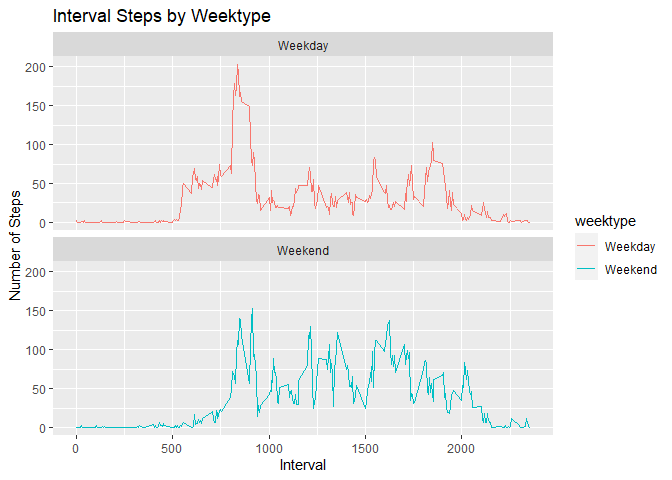 Interval Steps by Weektype
Weekday
200
150
100
50
0
Weekend
200
150
100
50
0
Number of Steps
0 500 1000 1500 2000
Interval
weektype
Weekday
Weekend